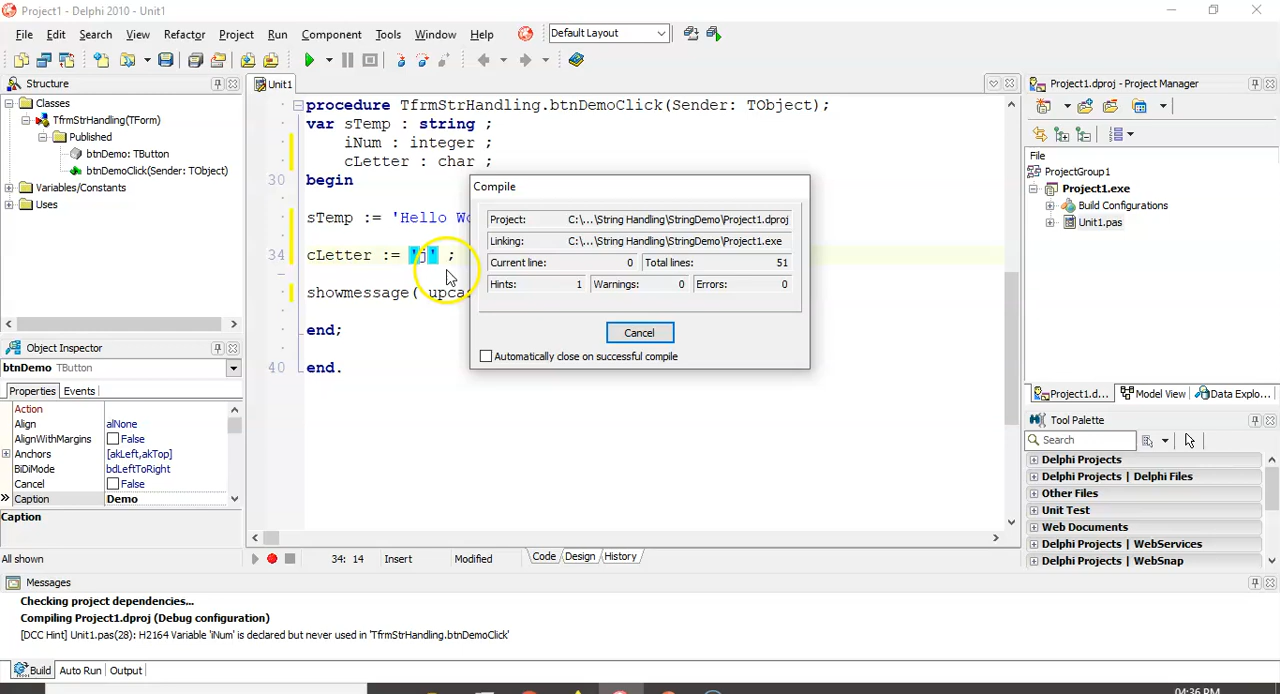 Project1 - Delphi 2010 - Unit1
File Edit Search View Refactor Project Run Component Tools Window Help
Default Layout
Structure
Classes
TfrmStrHandling(TForm)
Published
btnDemo: TButton
btnDemoClick(Sender: TObject)
Variables/Constants
Uses
Object Inspector
btnDemo TButton
Properties Events
Action
Align alNone
AlignWithMargins False
Anchors [akLeft,akTop]
BiDiMode bdLeftToRight
Cancel False
Caption Demo
Caption
All shown
Unit1
procedure TfrmStrHandling.btnDemoClick(Sender: TObject);
var sTemp : string ;
iNum : integer ;
cLetter : char ;
30 begin
sTemp := 'Hello Wo
34 cLetter := 'j' ;
showmessage( upca
end;
40 end.
34: 14 Insert Modified Code Design History
Compile
Project: C:\...\String Handling\StringDemo\Project1.dproj
Linking: C:\...\String Handling\StringDemo\Project1.exe
Current line: 0 Total lines: 51
Hints: 1 Warnings: 0 Errors: 0
Cancel
Automatically close on successful compile
Project1.dproj - Project Manager
File
ProjectGroup1
Project1.exe
Build Configurations
Unit1.pas
Project1.d... Model View Data Explo...
Tool Palette
Search
Delphi Projects
Delphi Projects | Delphi Files
Other Files
Unit Test
Web Documents
Delphi Projects | WebServices
Delphi Projects | WebSnap
Messages
Checking project dependencies...
Compiling Project1.dproj (Debug configuration)
[DCC Hint] Unit1.pas(28): H2164 Variable 'iNum' is declared but never used in 'TfrmStrHandling.btnDemoClick'
Build Auto Run Output
04:36 PM